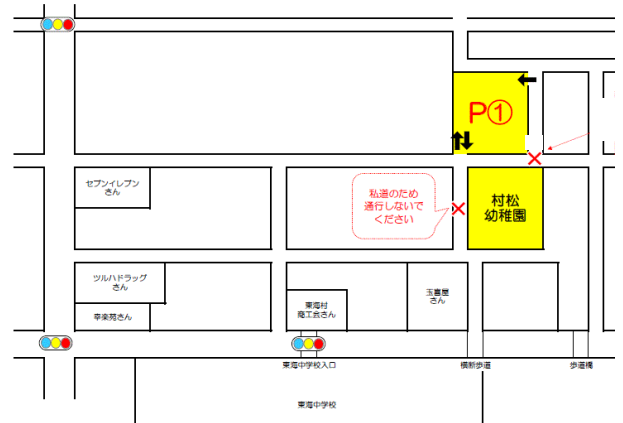 P①
セブンイレブン
さん
私道のため
通行しないで
ください
村松
幼稚園
ツルハドラッグ
さん
幸楽苑さん
東海村
商工会さん
玉喜屋
さん
東海中学校入口
横断歩道
歩道橋
東海中学校